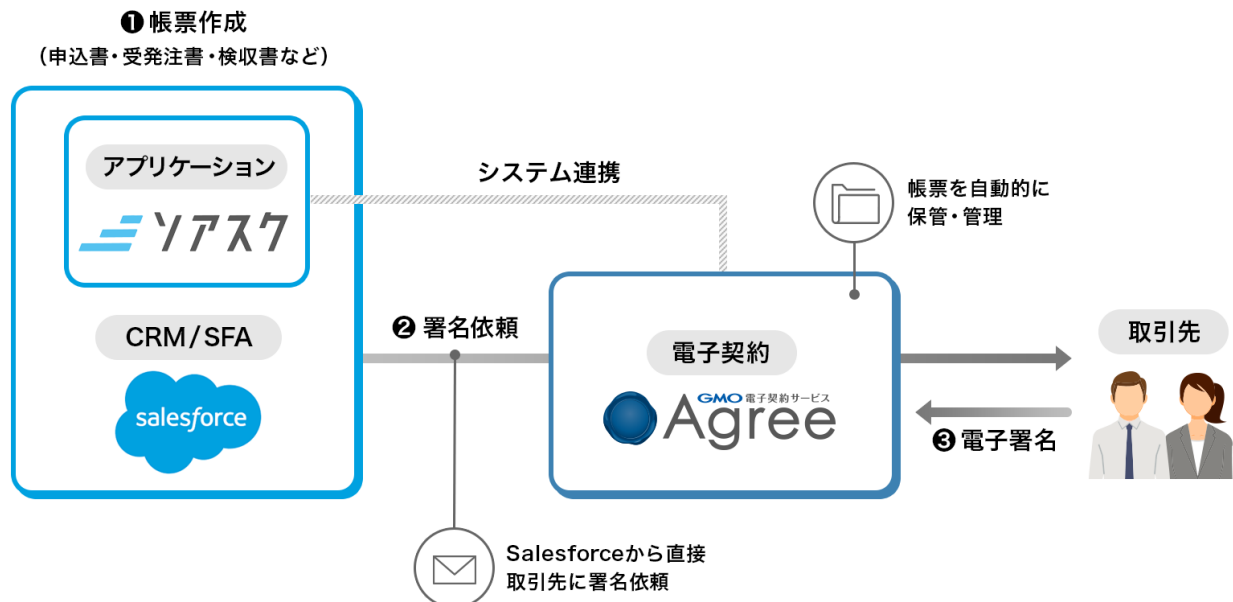 ❶帳票作成
（申込書・受発注書・検収書など）
アプリケーション
ソアスク
CRM/SFA
salesforce
システム連携
❷署名依頼
Salesforceから直接
取引先に署名依頼
帳票を自動的に
保管・管理
電子契約
GMO電子契約サービス
Agree
取引先
❸電子署名